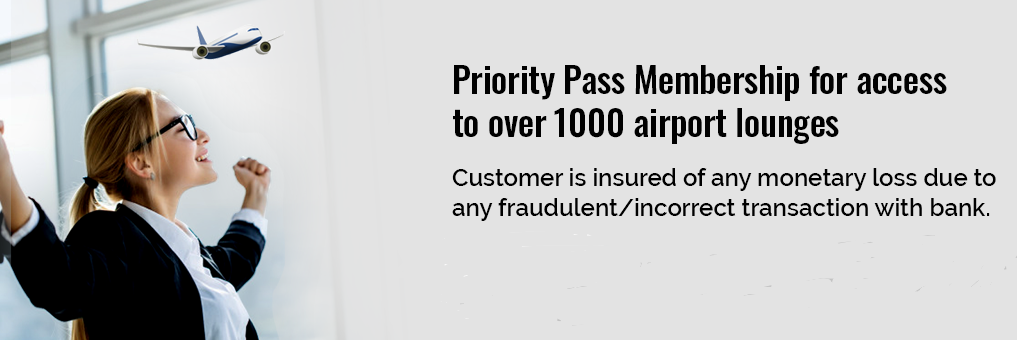 Priority Pass Membership for access
to over 1000 airport lounges
Customer is insured of any monetary loss due to
any fraudulent/incorrect transaction with bank.